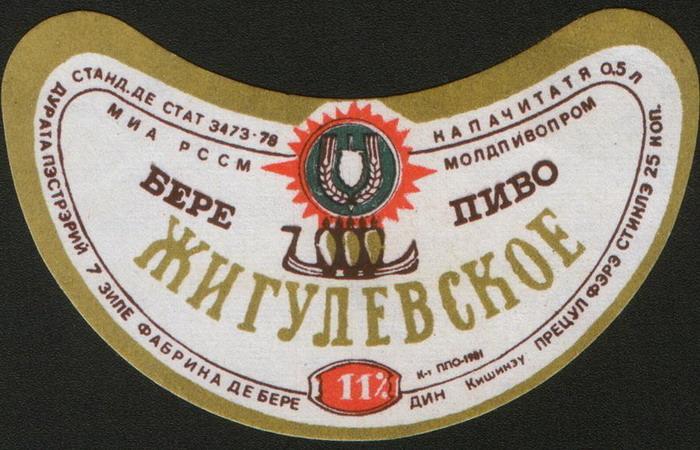 СТАНД. ДЕ СТАТ 3473-78
КАПАЧИТАТЯ 0,5 Л
МИА РССМ
МОЛДПИВОПРОМ
БЕРЕ
ПИВО
ЖИГУЛЕВСКОЕ
ДУРАТА ПЭСТРЭРИЙ 7 ЗИЛЕ
ФАБРИКА ДЕ БЕРЕ
11%
К-т ППО-1981
ДИН Кишинэу
ПРЕЦУЛ ФЭРЭ СТИКЛЭ 25 КОП.